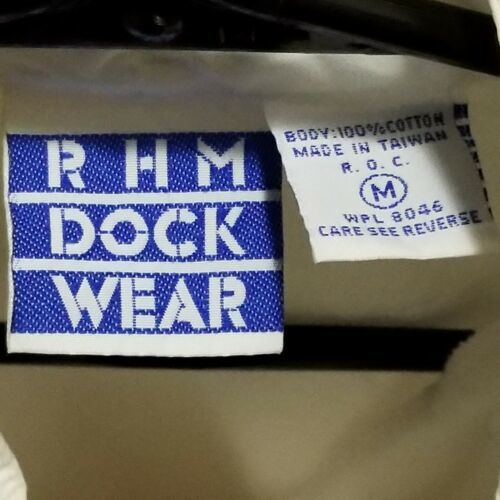 RHM
DOCK
WEAR
BODY:100%COTTON
MADE IN TAIWAN
R. O. C.
M
WPL 8046
CARE SEE REVERSE